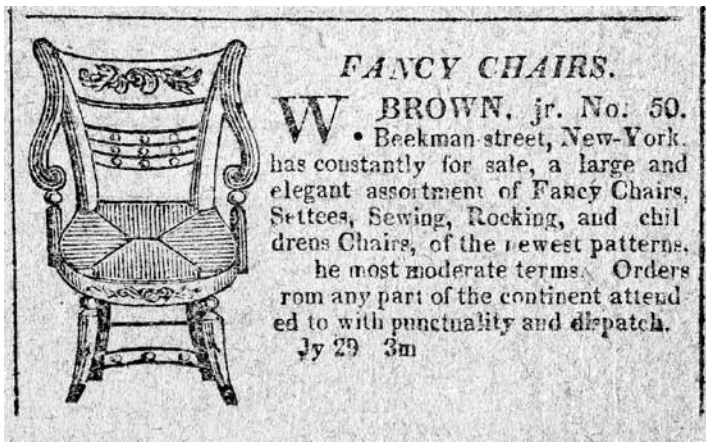 FANCY CHAIRS.
W BROWN, jr. No. 50.
• Beekman-street, New-York.
has constantly for sale, a large and
elegant assortment of Fancy Chairs,
Settees, Sewing, Rocking, and chil
drens Chairs, of the newest patterns.
he most moderate terms. Orders
rom any part of the continent attend
ed to with punctuality and dispatch.
Jy 29 3m